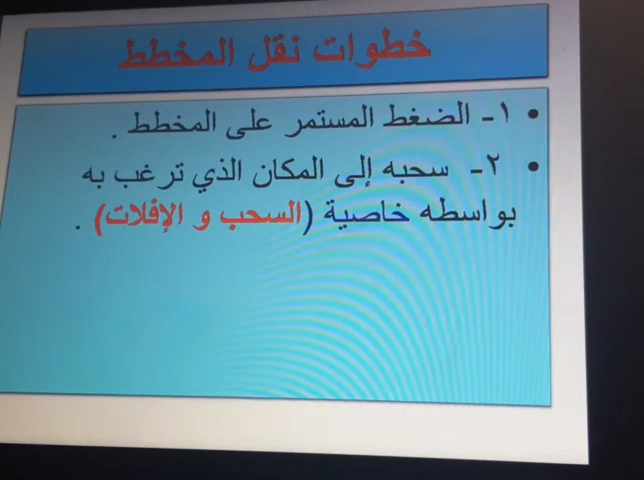 خطوات نقل المخطط
• ١- الضغط المستمر على المخطط .
• ٢- سحبه إلى المكان الذي ترغب به
بواسطه خاصية (السحب و الإفلات) .